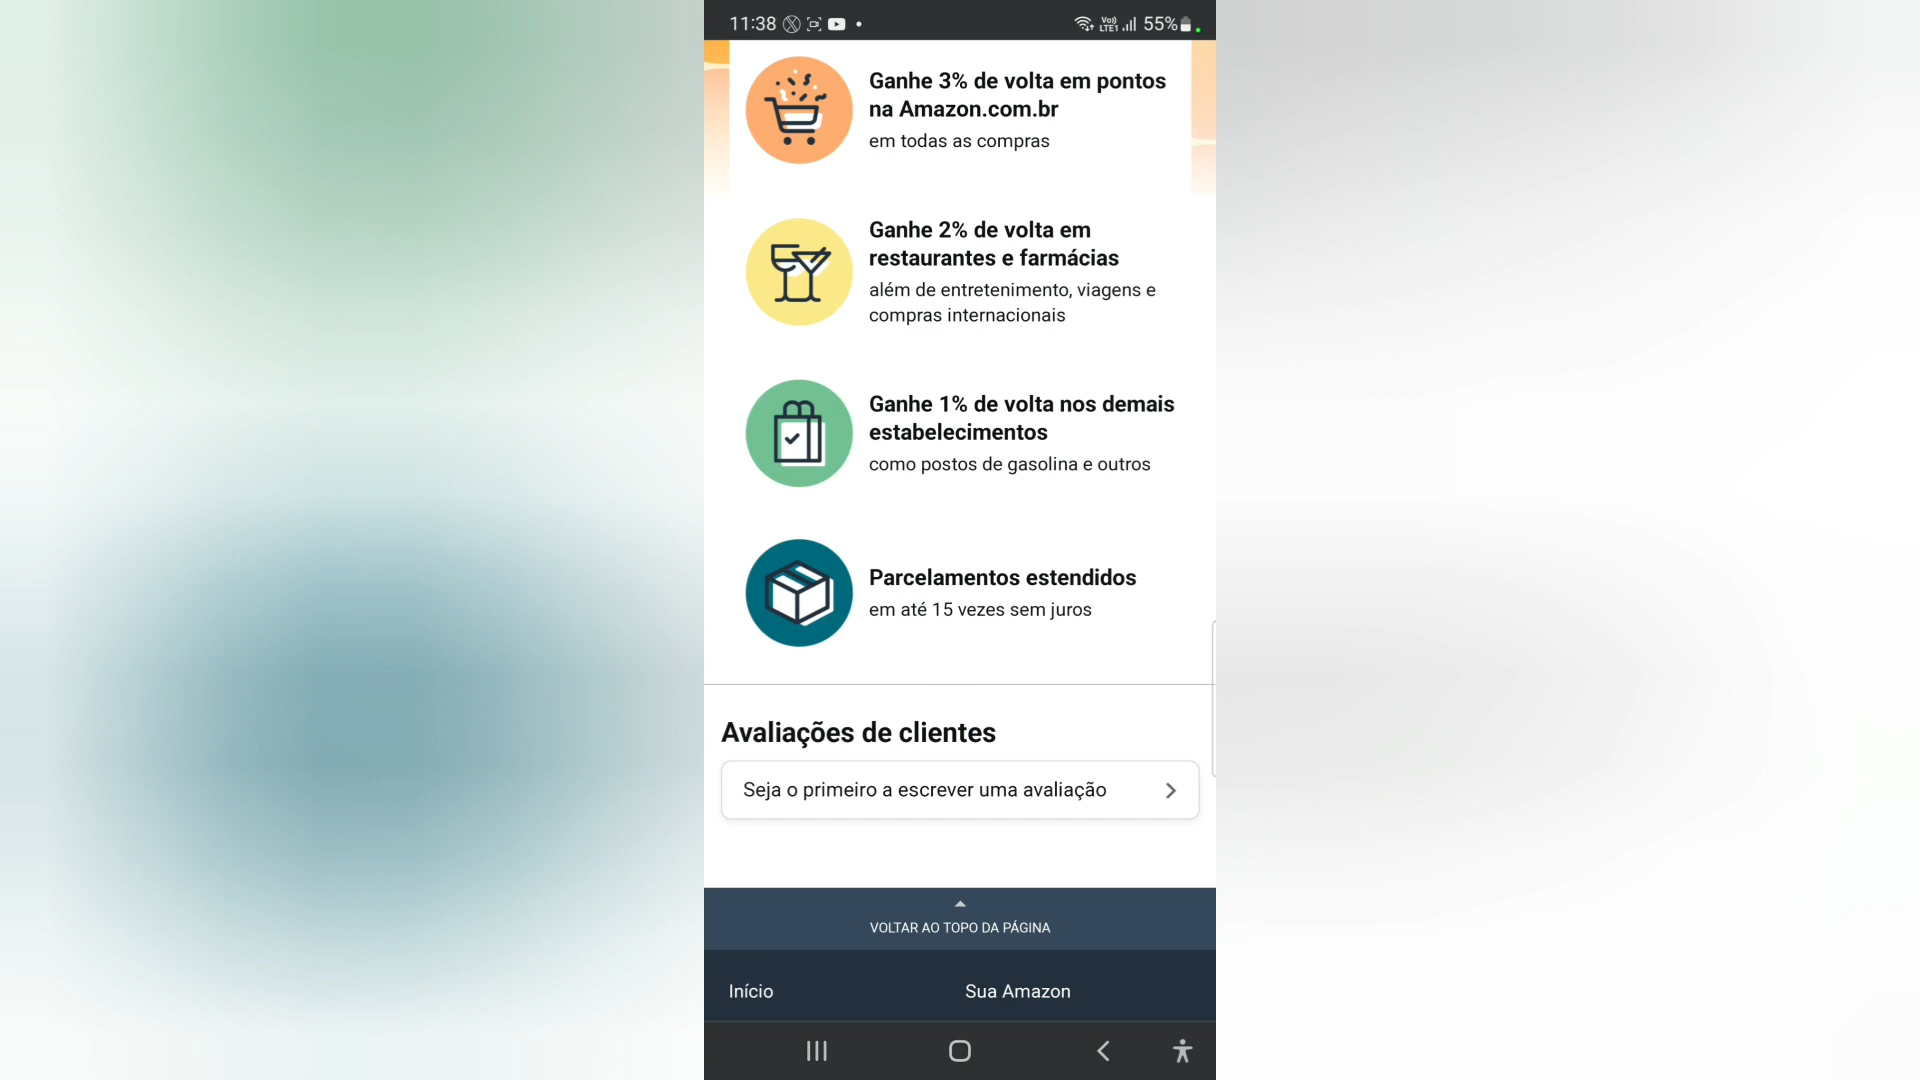 11:38
Vo)) LTE1 55%
Ganhe 3% de volta em pontos
na Amazon.com.br
em todas as compras
Ganhe 2% de volta em
restaurantes e farmácias
além de entretenimento, viagens e
compras internacionais
Ganhe 1% de volta nos demais
estabelecimentos
como postos de gasolina e outros
Parcelamentos estendidos
em até 15 vezes sem juros
Avaliações de clientes
Seja o primeiro a escrever uma avaliação
VOLTAR AO TOPO DA PÁGINA
Início
Sua Amazon